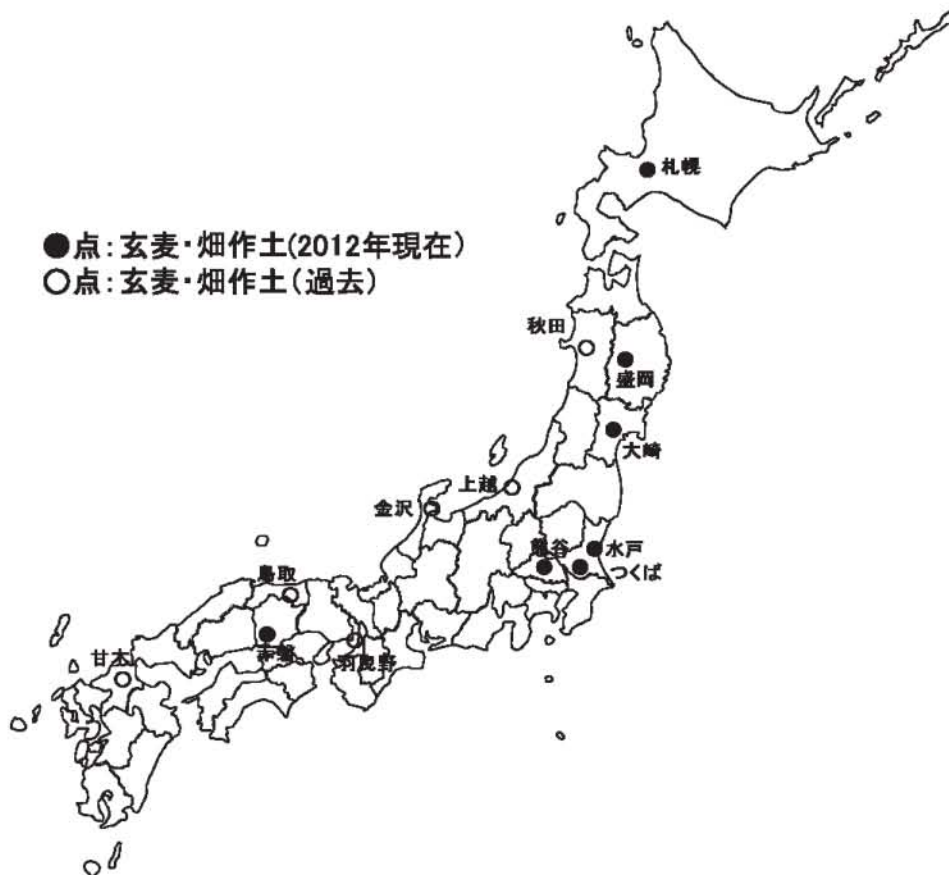 札幌
●点：玄麦・畑作土(2012年現在)
○点：玄麦・畑作土(過去)
秋田
盛岡
大崎
上越
金沢
熊谷
水戸
つくば
鳥取
赤磐
羽曳野
甘木